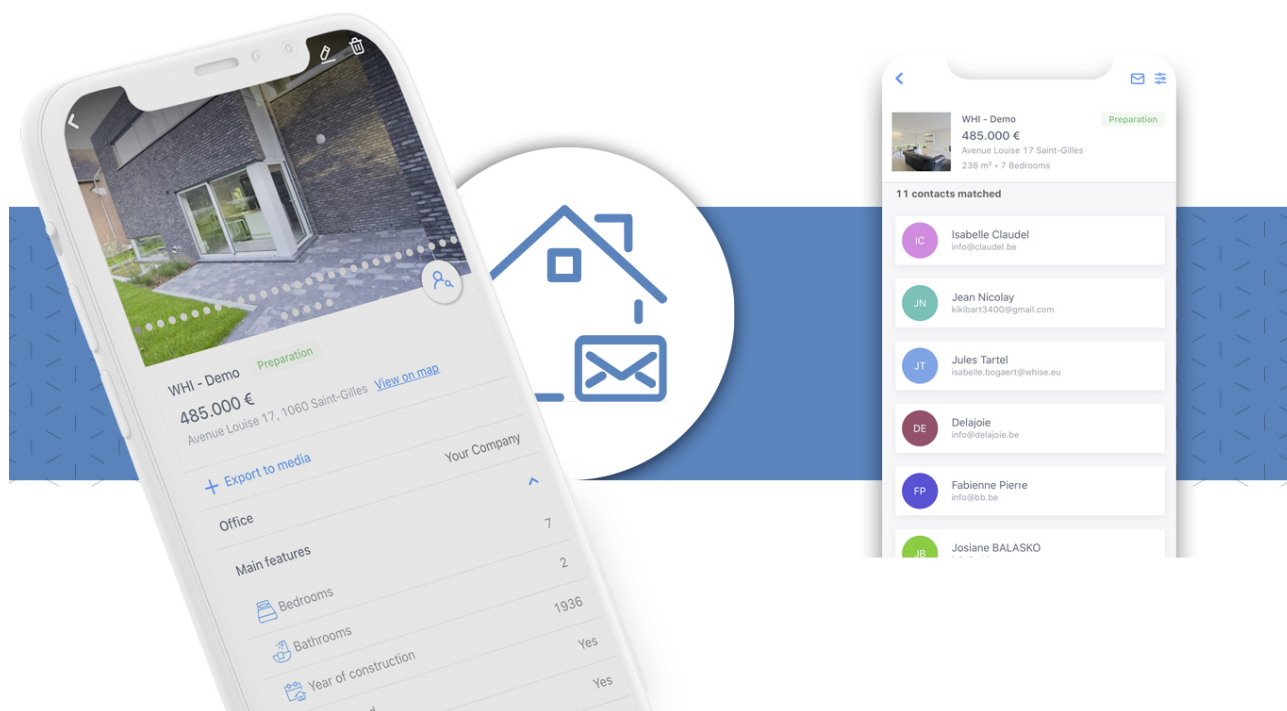 WHI - Demo
Preparation
485.000 €
Avenue Louise 17, 1060 Saint-Gilles View on map
+ Export to media
Office
Your Company
Main features
Bedrooms
7
Bathrooms
2
Year of construction
1936
Yes
Yes
WHI - Demo
Preparation
485.000 €
Avenue Louise 17 Saint-Gilles
236 m² • 7 Bedrooms
11 contacts matched
IC
Isabelle Claudel
info@claudel.be
JN
Jean Nicolay
kikibart3400@gmail.com
JT
Jules Tartel
isabelle.bogaert@whise.eu
DE
Delajoie
info@delajoie.be
FP
Fabienne Pierre
info@bb.be
JB
Josiane BALASKO